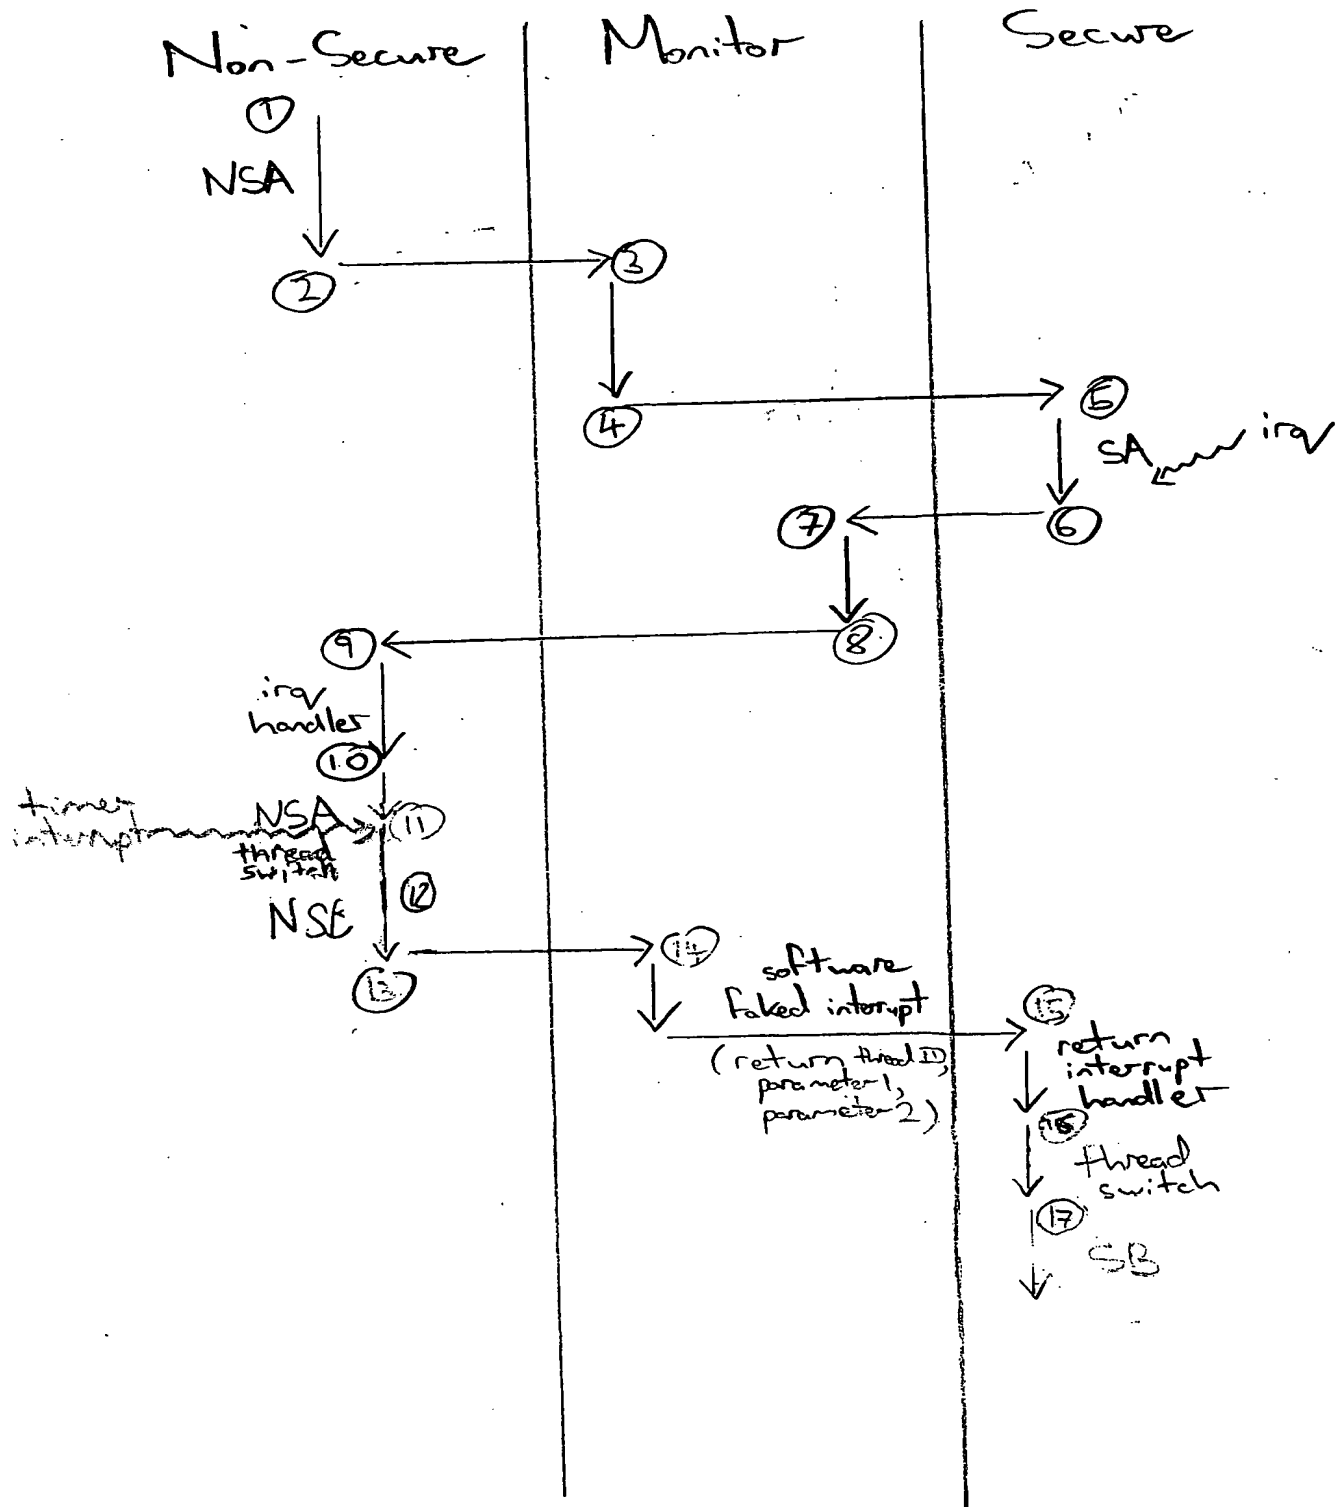 Non-Secure
Monitor
Secure
1
NSA
2
3
4
5
SA
irq
6
7
8
9
irq
handler
10
timer
interrupt
NSA
11
thread
switch
12
13
14
software
faked interrupt
(return thread ID,
parameter 1,
parameter 2)
15
return
interrupt
handler
16
thread
switch
17
SB